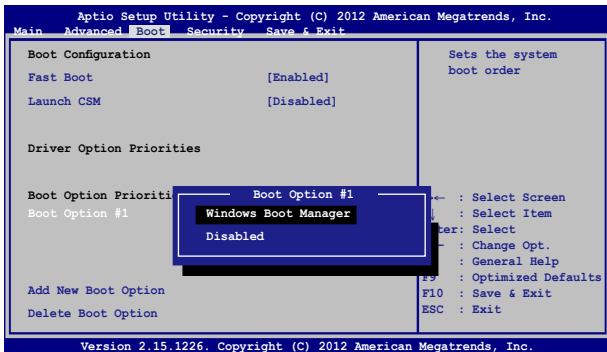 Aptio Setup Utility - Copyright (C) 2012 American Megatrends, Inc.
Main Advanced Boot Security Save & Exit
Boot Configuration
Fast Boot [Enabled]
Launch CSM [Disabled]
Driver Option Priorities
Boot Option Prioriti
Boot Option #1
Boot Option #1
Windows Boot Manager
Disabled
Add New Boot Option
Delete Boot Option
Sets the system
boot order
→← : Select Screen
: Select Item
ter: Select
: Change Opt.
: General Help
F9 : Optimized Defaults
F10 : Save & Exit
ESC : Exit
Version 2.15.1226. Copyright (C) 2012 American Megatrends, Inc.